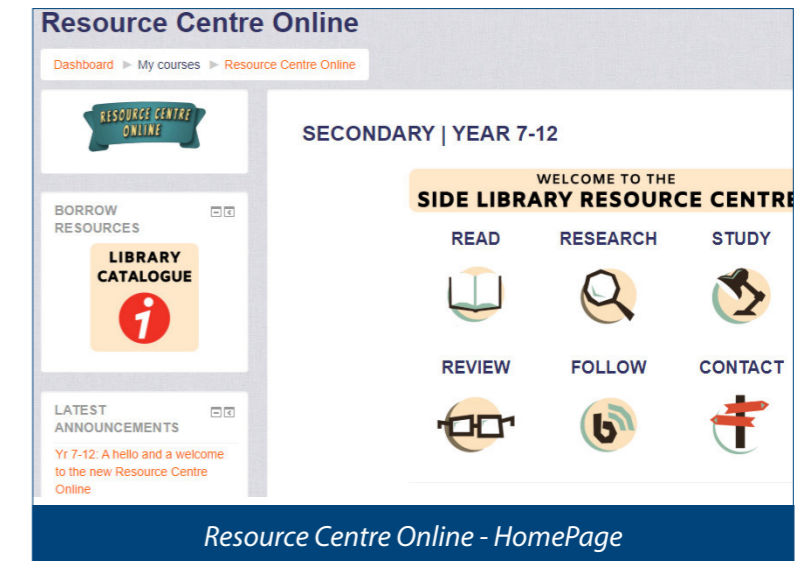 Resource Centre Online
Dashboard ► My courses ► Resource Centre Online
RESOURCE CENTRE
ONLINE
BORROW
RESOURCES
LIBRARY
CATALOGUE
i
LATEST
ANNOUNCEMENTS
Yr 7-12: A hello and a welcome
to the new Resource Centre
Online
SECONDARY | YEAR 7-12
WELCOME TO THE
SIDE LIBRARY RESOURCE CENTRE
READ RESEARCH STUDY
REVIEW FOLLOW CONTACT
b
Resource Centre Online - HomePage